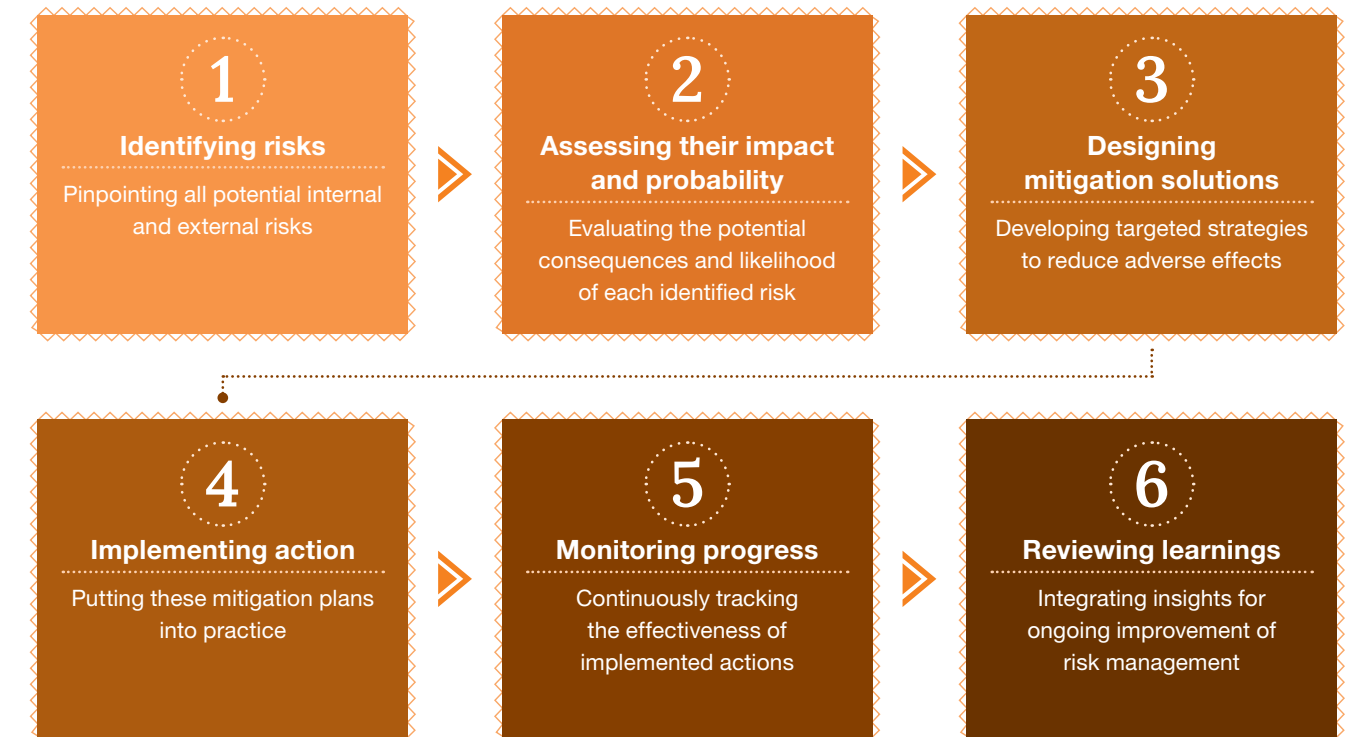 1
Identifying risks
Pinpointing all potential internal
and external risks
2
Assessing their impact
and probability
Evaluating the potential
consequences and likelihood
of each identified risk
3
Designing
mitigation solutions
Developing targeted strategies
to reduce adverse effects
4
Implementing action
Putting these mitigation plans
into practice
5
Monitoring progress
Continuously tracking
the effectiveness of
implemented actions
6
Reviewing learnings
Integrating insights for
ongoing improvement of
risk management